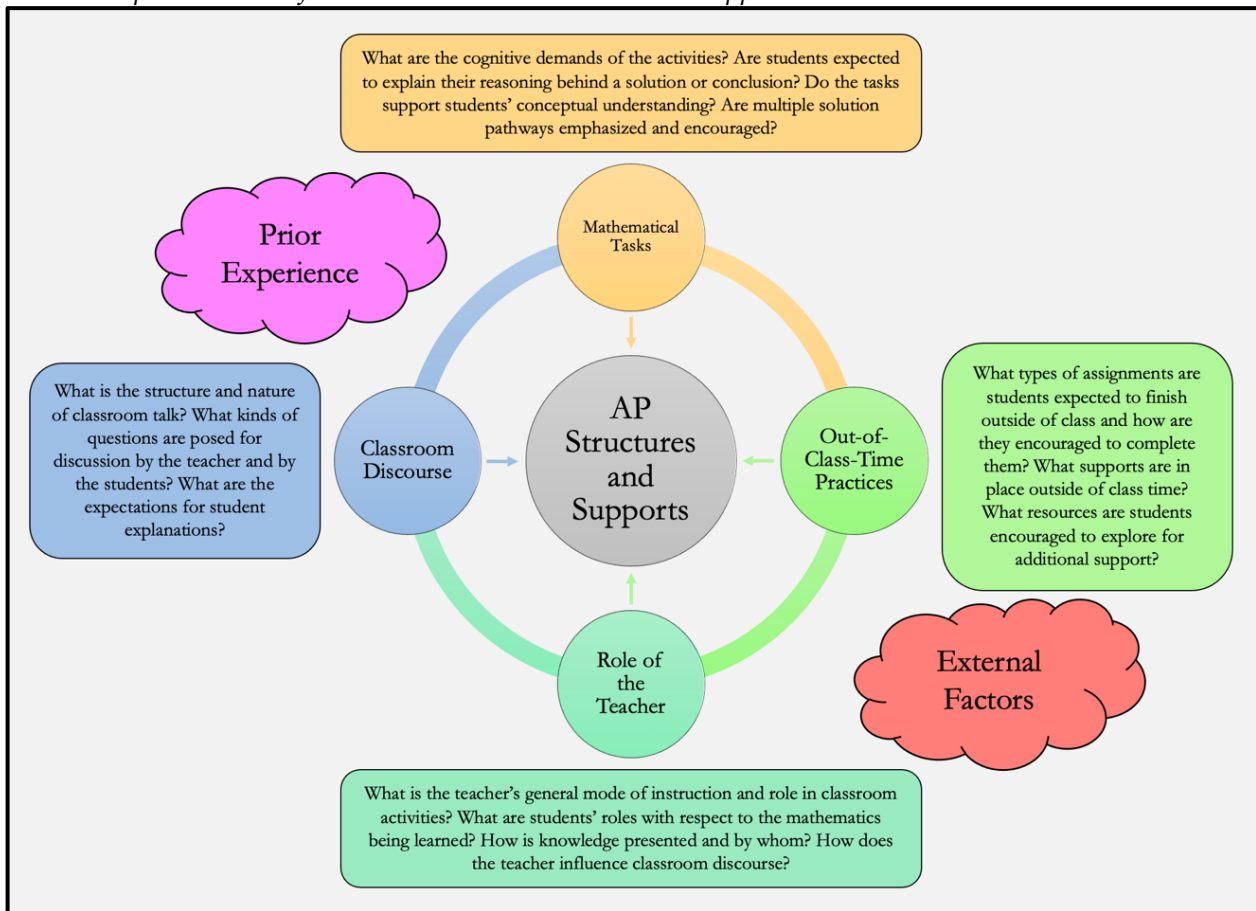 What are the cognitive demands of the activities? Are students expected
to explain their reasoning behind a solution or conclusion? Do the tasks
support students’ conceptual understanding? Are multiple solution
pathways emphasized and encouraged?
Prior
Experience
Mathematical
Tasks
What is the structure and nature
of classroom talk? What kinds of
questions are posed for
discussion by the teacher and by
the students? What are the
expectations for student
explanations?
Classroom
Discourse
AP
Structures
and
Supports
Out-of-
Class-Time
Practices
What types of assignments are
students expected to finish
outside of class and how are
they encouraged to complete
them? What supports are in
place outside of class time?
What resources are students
encouraged to explore for
additional support?
Role of
the
Teacher
External
Factors
What is the teacher’s general mode of instruction and role in classroom
activities? What are students’ roles with respect to the mathematics
being learned? How is knowledge presented and by whom? How does
the teacher influence classroom discourse?